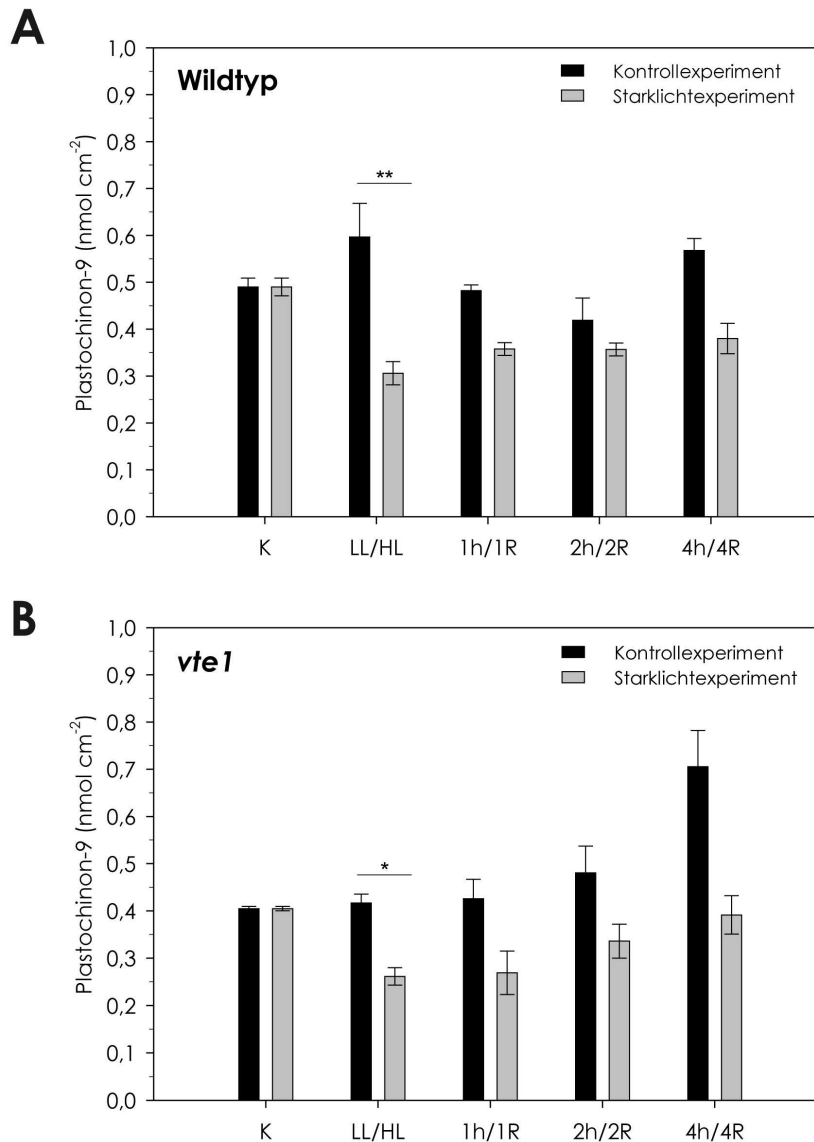 A
Wildtyp
Kontrollexperiment
Starklichtexperiment
**
Plastochinon-9 (nmol cm⁻²)
1,0
0,9
0,8
0,7
0,6
0,5
0,4
0,3
0,2
0,1
0,0
K LL/HL 1h/1R 2h/2R 4h/4R
B
vte1
Kontrollexperiment
Starklichtexperiment
*
Plastochinon-9 (nmol cm⁻²)
1,0
0,9
0,8
0,7
0,6
0,5
0,4
0,3
0,2
0,1
0,0
K LL/HL 1h/1R 2h/2R 4h/4R